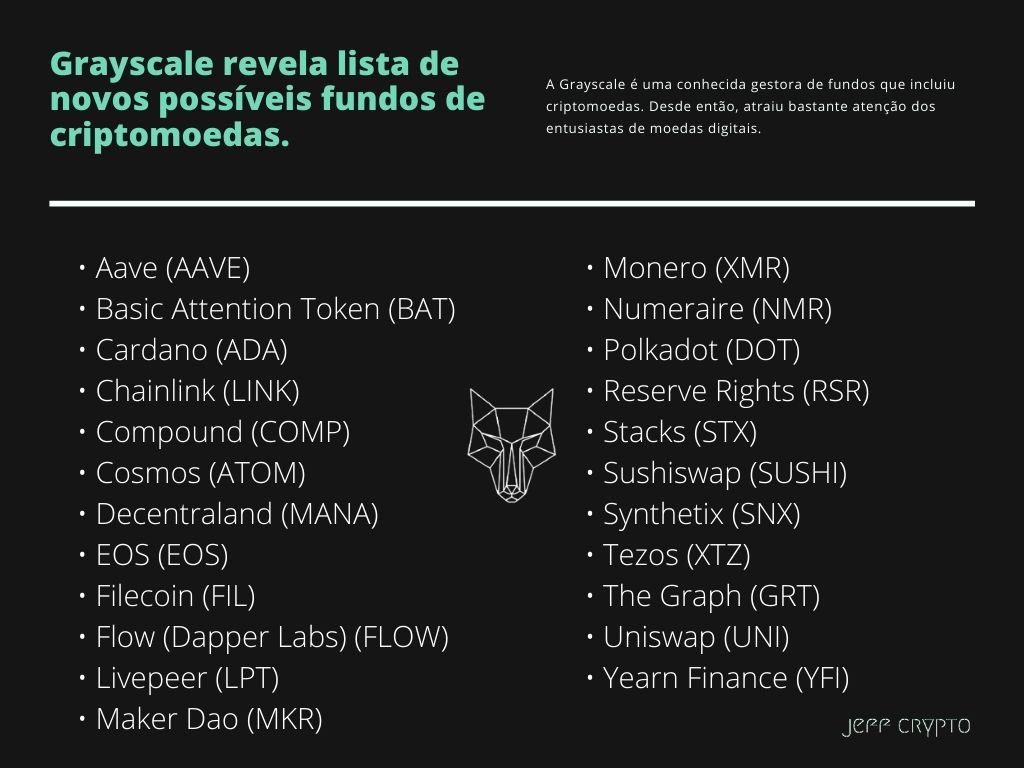 Grayscale revela lista de
novos possíveis fundos de
criptomoedas.
A Grayscale é uma conhecida gestora de fundos que incluiu
criptomoedas. Desde então, atraiu bastante atenção dos
entusiastas de moedas digitais.
• Aave (AAVE)
• Basic Attention Token (BAT)
• Cardano (ADA)
• Chainlink (LINK)
• Compound (COMP)
• Cosmos (ATOM)
• Decentraland (MANA)
• EOS (EOS)
• Filecoin (FIL)
• Flow (Dapper Labs) (FLOW)
• Livepeer (LPT)
• Maker Dao (MKR)
• Monero (XMR)
• Numeraire (NMR)
• Polkadot (DOT)
• Reserve Rights (RSR)
• Stacks (STX)
• Sushiswap (SUSHI)
• Synthetix (SNX)
• Tezos (XTZ)
• The Graph (GRT)
• Uniswap (UNI)
• Yearn Finance (YFI)
JEFF CRYPTO